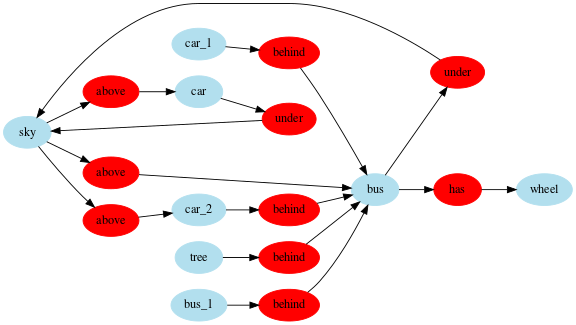 car_1
behind
under
above
car
under
sky
above
bus
has
wheel
above
car_2
behind
tree
behind
bus_1
behind